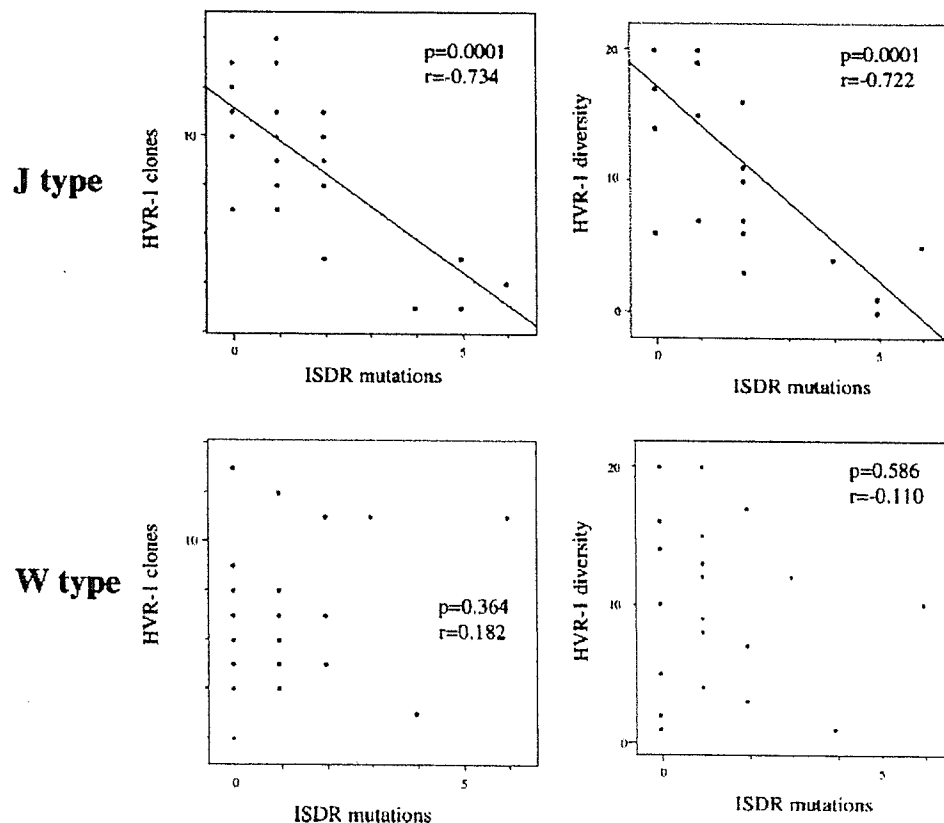 J type
HVR-1 clones
10
p=0.0001
r=-0.734
0
5
ISDR mutations
HVR-1 diversity
20
10
0
p=0.0001
r=-0.722
0
5
ISDR mutations
W type
HVR-1 clones
10
p=0.364
r=0.182
0
5
ISDR mutations
HVR-1 diversity
20
10
0
p=0.586
r=-0.110
0
5
ISDR mutations